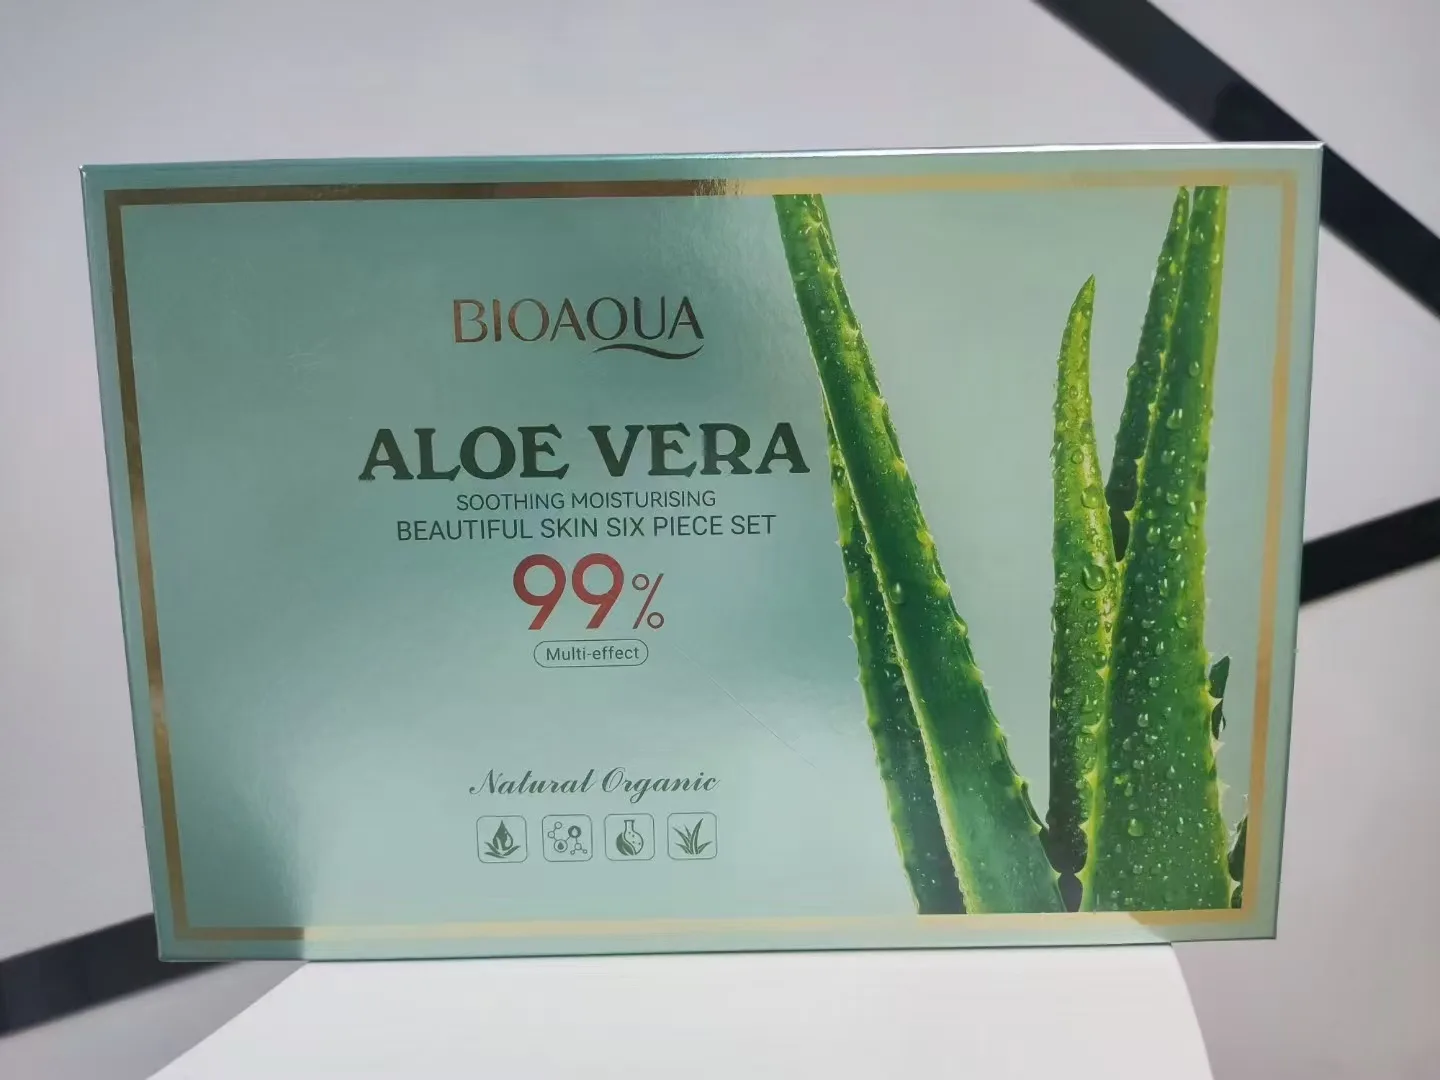 BIOAQUA
ALOE VERA
SOOTHING MOISTURISING
BEAUTIFUL SKIN SIX PIECE SET
99%
Multi-effect
Natural Organic